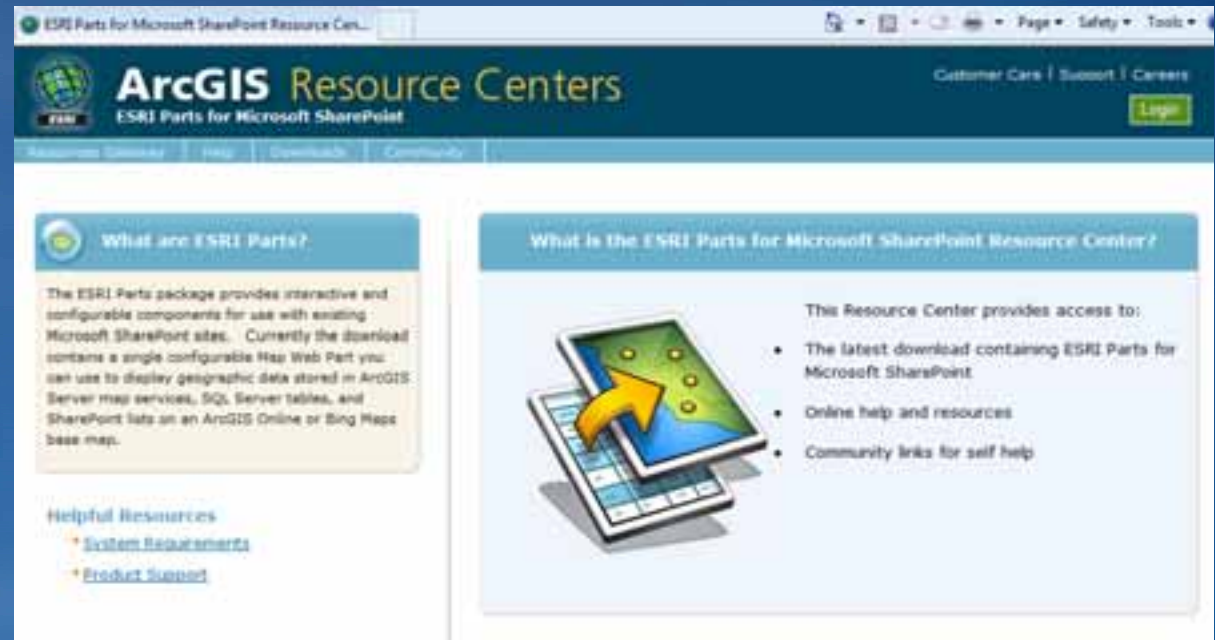 ESRI Parts for Microsoft SharePoint Resource Cen...
Page Safety Tools
ArcGIS Resource Centers
ESRI Parts for Microsoft SharePoint
Customer Care | Support | Careers
Login
ESRI
Resources Gateway | Help | Downloads | Community
What are ESRI Parts?
The ESRI Parts package provides interactive and
configurable components for use with existing
Microsoft SharePoint sites. Currently the download
contains a single configurable Map Web Part you
can use to display geographic data stored in ArcGIS
Server map services, SQL Server tables, and
SharePoint lists on an ArcGIS Online or Bing Maps
base map.
Helpful Resources
System Requirements
Product Support
What is the ESRI Parts for Microsoft SharePoint Resource Center?
This Resource Center provides access to:
• The latest download containing ESRI Parts for
Microsoft SharePoint
• Online help and resources
• Community links for self help